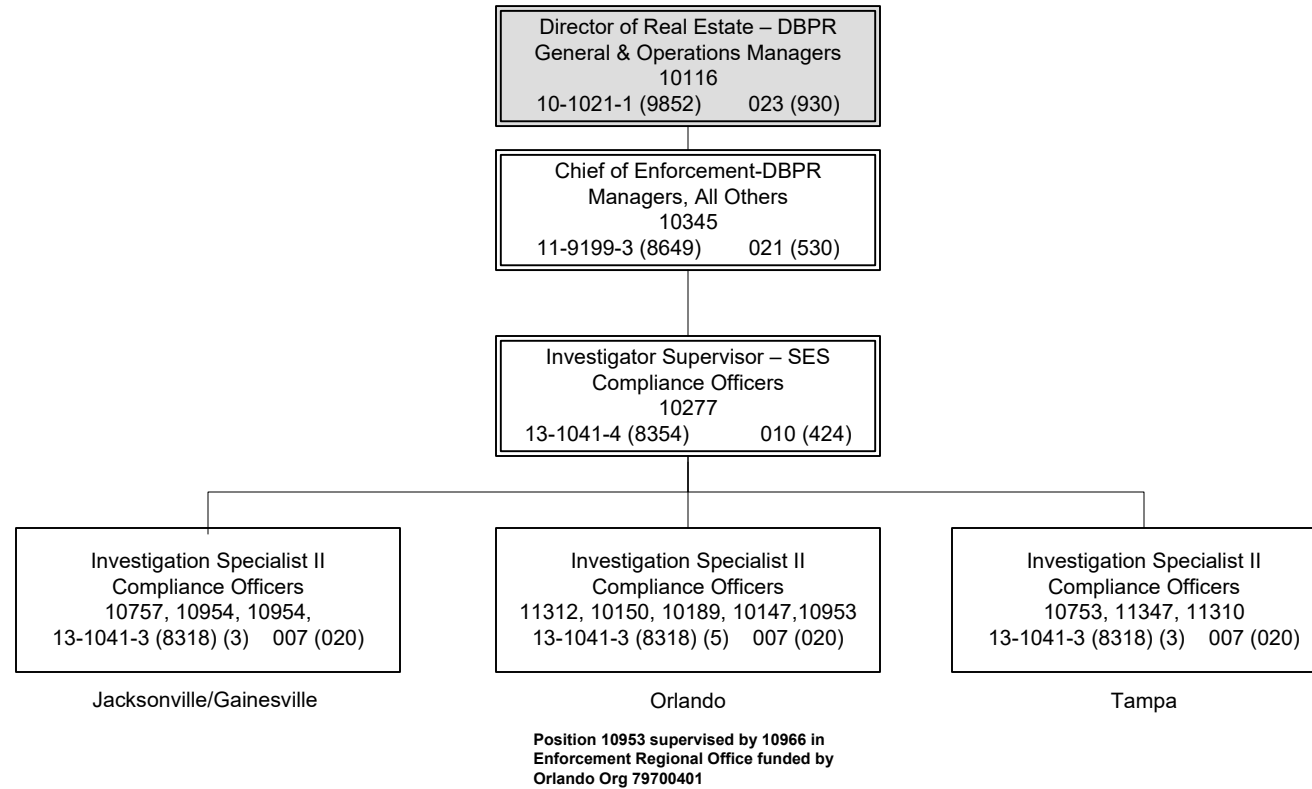 Director of Real Estate – DBPR
General & Operations Managers
10116
10-1021-1 (9852) 023 (930)
Chief of Enforcement-DBPR
Managers, All Others
10345
11-9199-3 (8649) 021 (530)
Investigator Supervisor – SES
Compliance Officers
10277
13-1041-4 (8354) 010 (424)
Investigation Specialist II
Compliance Officers
10757, 10954, 10954,
13-1041-3 (8318) (3) 007 (020)
Jacksonville/Gainesville
Investigation Specialist II
Compliance Officers
11312, 10150, 10189, 10147,10953
13-1041-3 (8318) (5) 007 (020)
Orlando
Position 10953 supervised by 10966 in
Enforcement Regional Office funded by
Orlando Org 79700401
Investigation Specialist II
Compliance Officers
10753, 11347, 11310
13-1041-3 (8318) (3) 007 (020)
Tampa